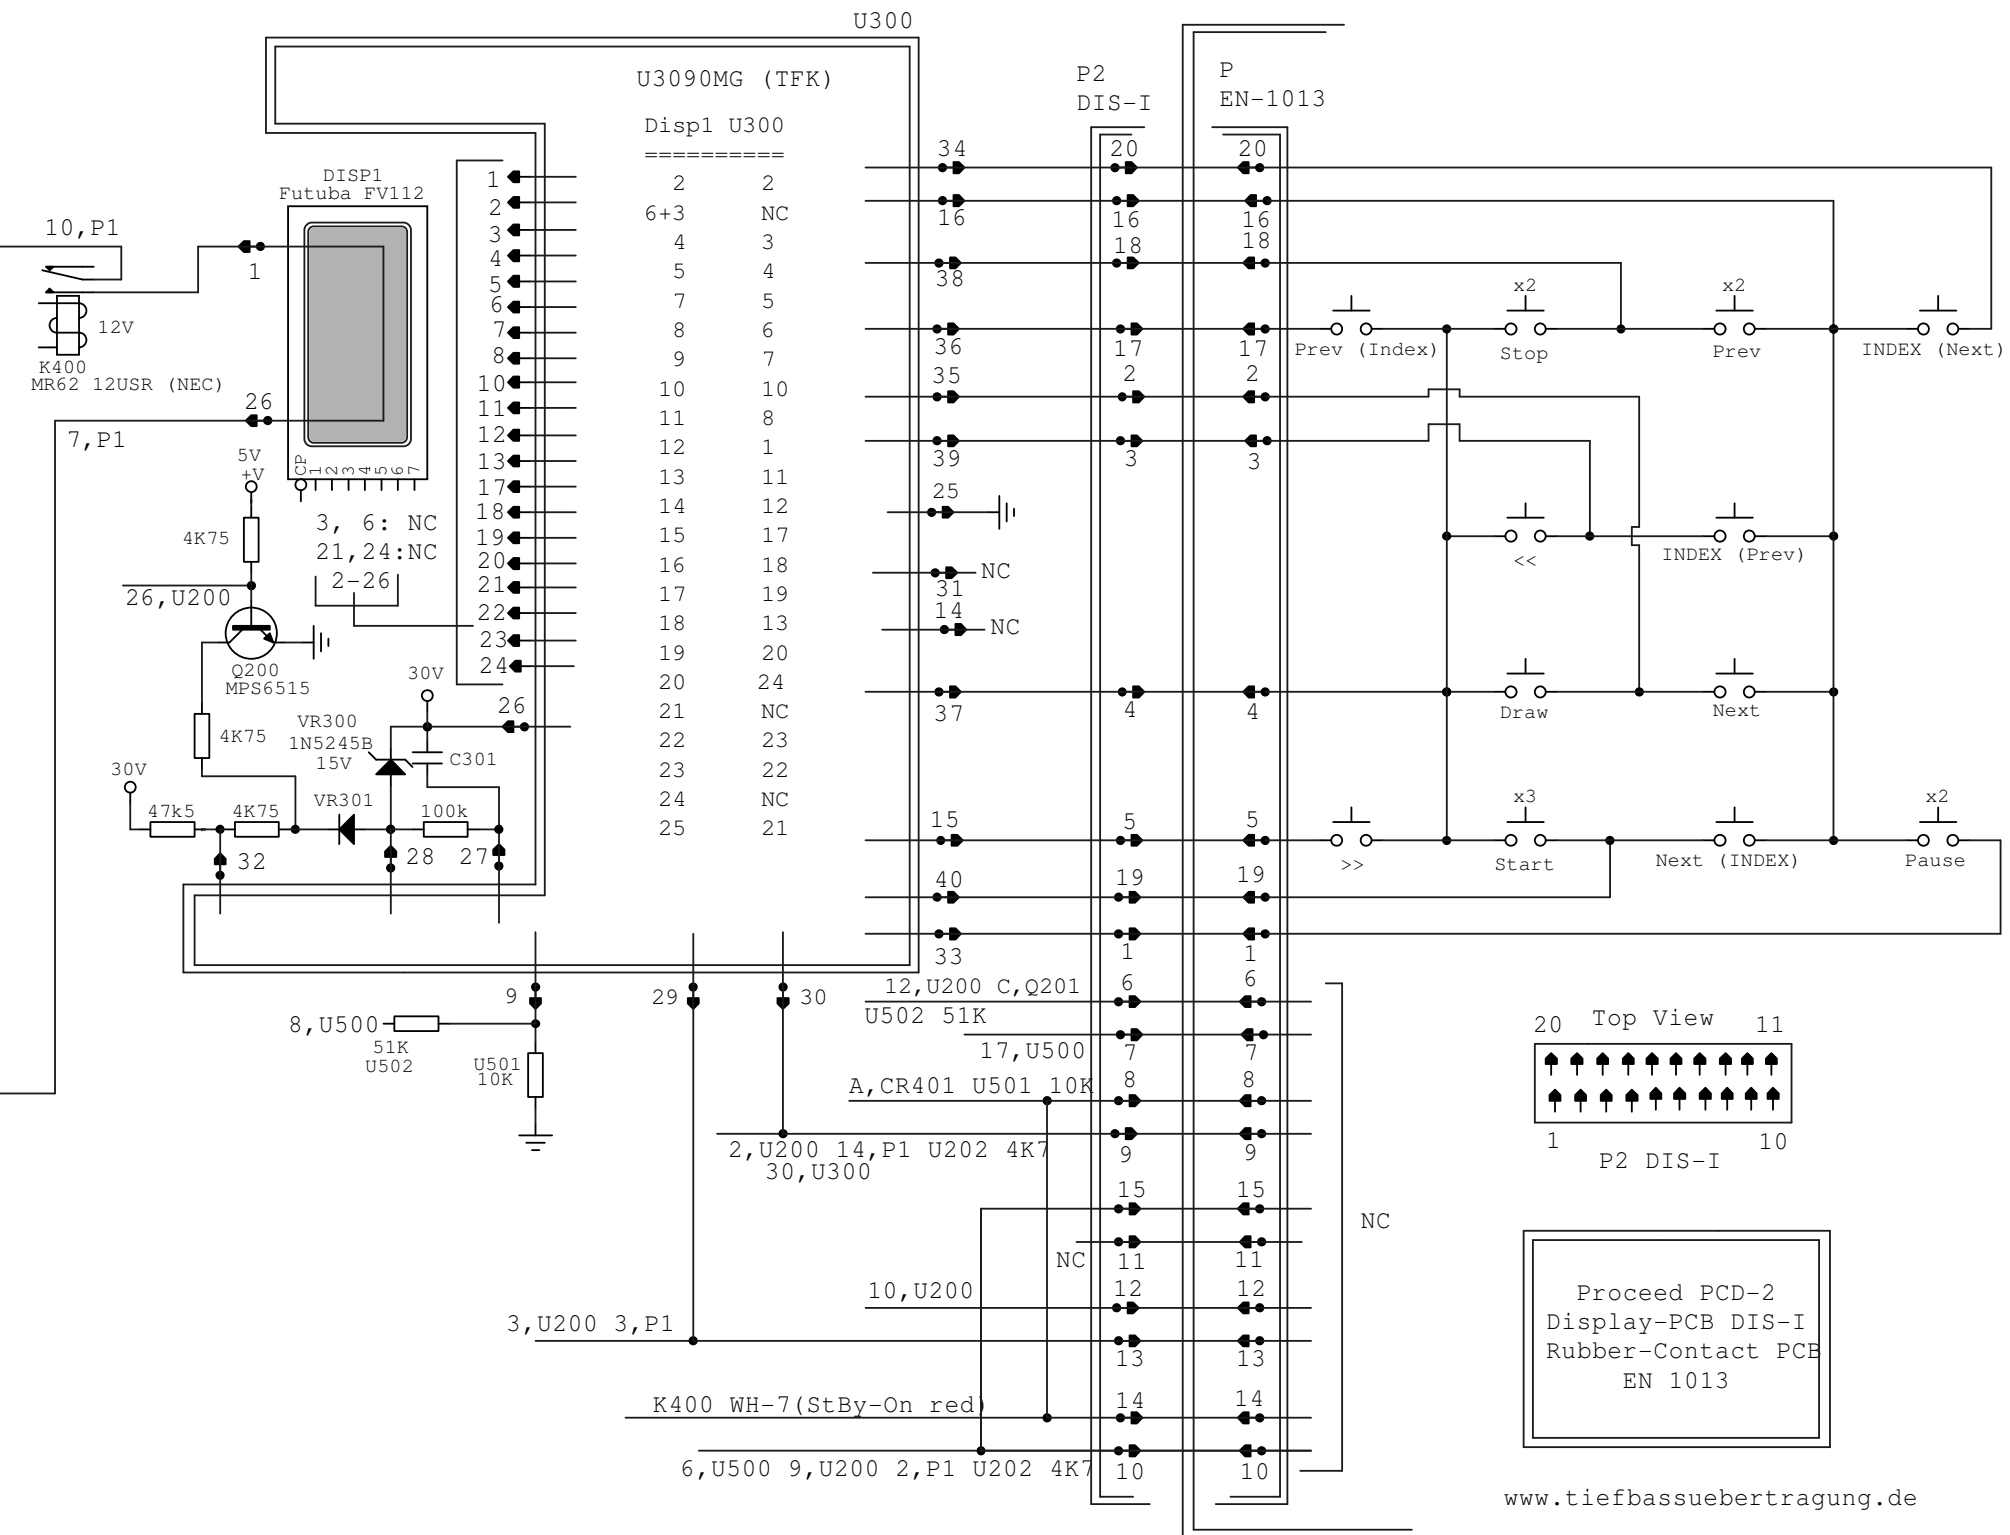 U300
U3090MG (TFK)
Disp1 U300
==========
2 2
6+3 NC
4 3
5 4
7 5
8 6
9 7
10 10
11 8
12 1
13 11
14 12
15 17
16 18
17 19
18 13
19 20
20 24
21 NC
22 23
23 22
24 NC
25 21
1
2
3
4
5
6
7
8
10
11
12
13
17
18
19
20
21
22
23
24
26
DISP1
Futuba FV112
CP 1 2 3 4 5 6 7
3, 6: NC
21,24:NC
2-26
10,P1
1
12V
K400
MR62 12USR (NEC)
26
7,P1
5V
+V
4K75
26,U200
Q200
MPS6515
4K75
30V
VR300
1N5245B
15V
C301
30V
47k5
4K75
VR301
100k
32
28
27
9
8,U500
51K
U502
U501
10K
29
30
34
16
38
36
35
39
25
31
NC
14
NC
37
15
40
33
P2
DIS-I
20
16
18
17
2
3
4
5
19
1
6
7
8
9
15
11
12
13
14
10
P
EN-1013
20
16
18
17
2
3
4
5
19
1
6
7
8
9
15
11
12
13
14
10
NC
12,U200 C,Q201
U502 51K
17,U500
A,CR401 U501 10K
2,U200 14,P1 U202 4K7
30,U300
NC
10,U200
3,U200 3,P1
K400 WH-7(StBy-On red)
6,U500 9,U200 2,P1 U202 4K7
Prev (Index)
x2
Stop
x2
Prev
INDEX (Next)
<<
INDEX (Prev)
Draw
Next
>>
x3
Start
Next (INDEX)
x2
Pause
20 Top View 11
1 10
P2 DIS-I
Proceed PCD-2
Display-PCB DIS-I
Rubber-Contact PCB
EN 1013
www.tiefbassuebertragung.de